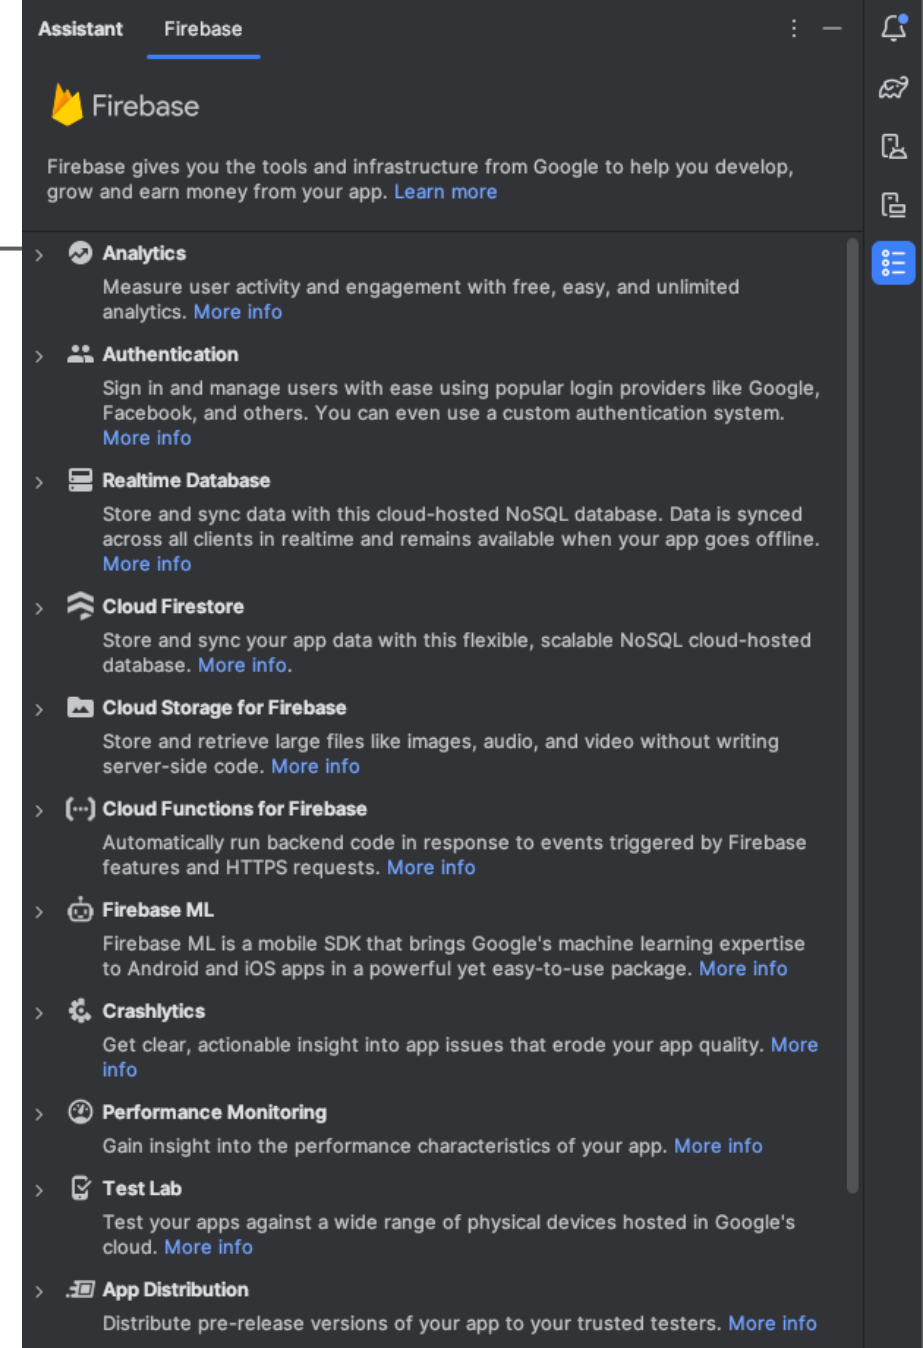 Assistant Firebase
Firebase
Firebase gives you the tools and infrastructure from Google to help you develop,
grow and earn money from your app. Learn more
Analytics
Measure user activity and engagement with free, easy, and unlimited
analytics. More info
Authentication
Sign in and manage users with ease using popular login providers like Google,
Facebook, and others. You can even use a custom authentication system.
More info
Realtime Database
Store and sync data with this cloud-hosted NoSQL database. Data is synced
across all clients in realtime and remains available when your app goes offline.
More info
Cloud Firestore
Store and sync your app data with this flexible, scalable NoSQL cloud-hosted
database. More info.
Cloud Storage for Firebase
Store and retrieve large files like images, audio, and video without writing
server-side code. More info
Cloud Functions for Firebase
Automatically run backend code in response to events triggered by Firebase
features and HTTPS requests. More info
Firebase ML
Firebase ML is a mobile SDK that brings Google's machine learning expertise
to Android and iOS apps in a powerful yet easy-to-use package. More info
Crashlytics
Get clear, actionable insight into app issues that erode your app quality. More
info
Performance Monitoring
Gain insight into the performance characteristics of your app. More info
Test Lab
Test your apps against a wide range of physical devices hosted in Google's
cloud. More info
App Distribution
Distribute pre-release versions of your app to your trusted testers. More info